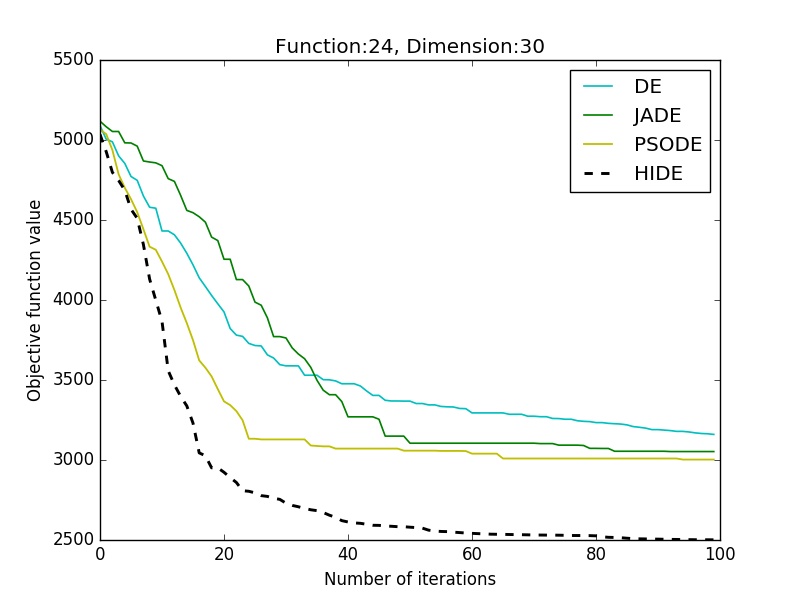 Function:24, Dimension:30
5500
5000
4500
4000
3500
3000
2500
Objective function value
DE
JADE
PSODE
HIDE
0
20
40
60
80
100
Number of iterations